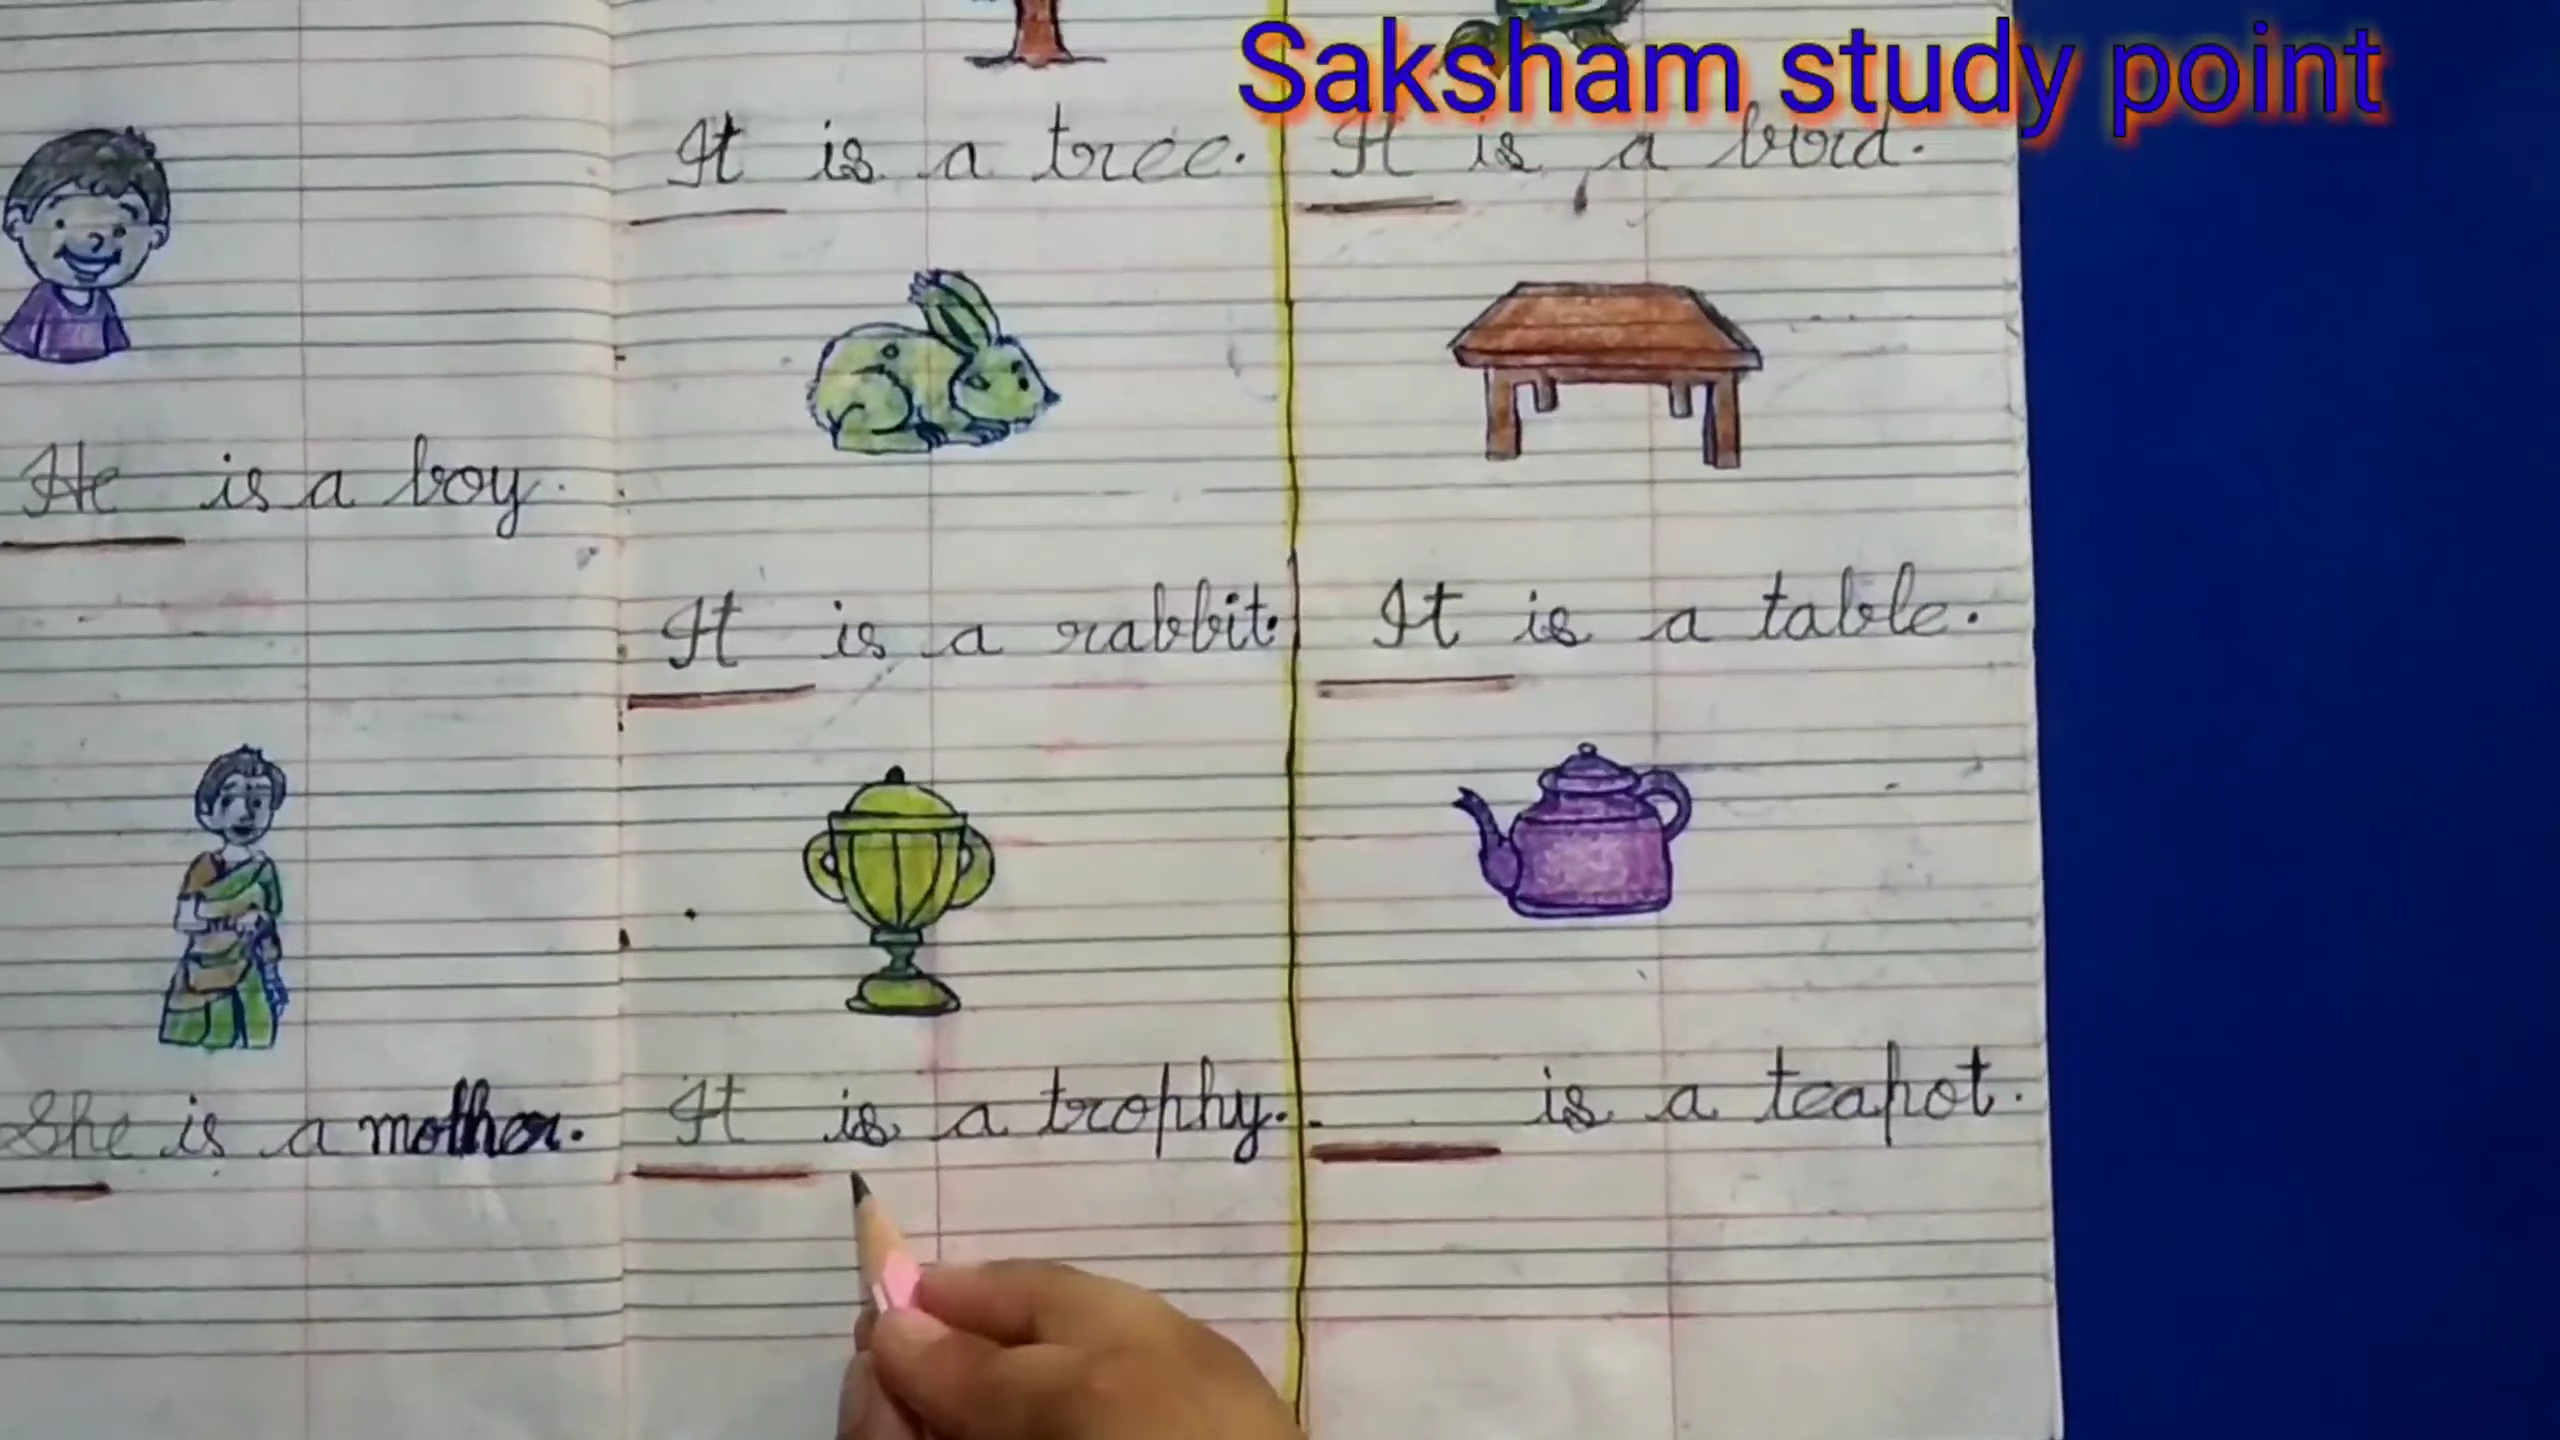 Saksham study point
It is a tree.
It is a bird.
He is a boy.
It is a rabbit.
It is a table.
She is a mother.
It is a trophy.
is a teapot.